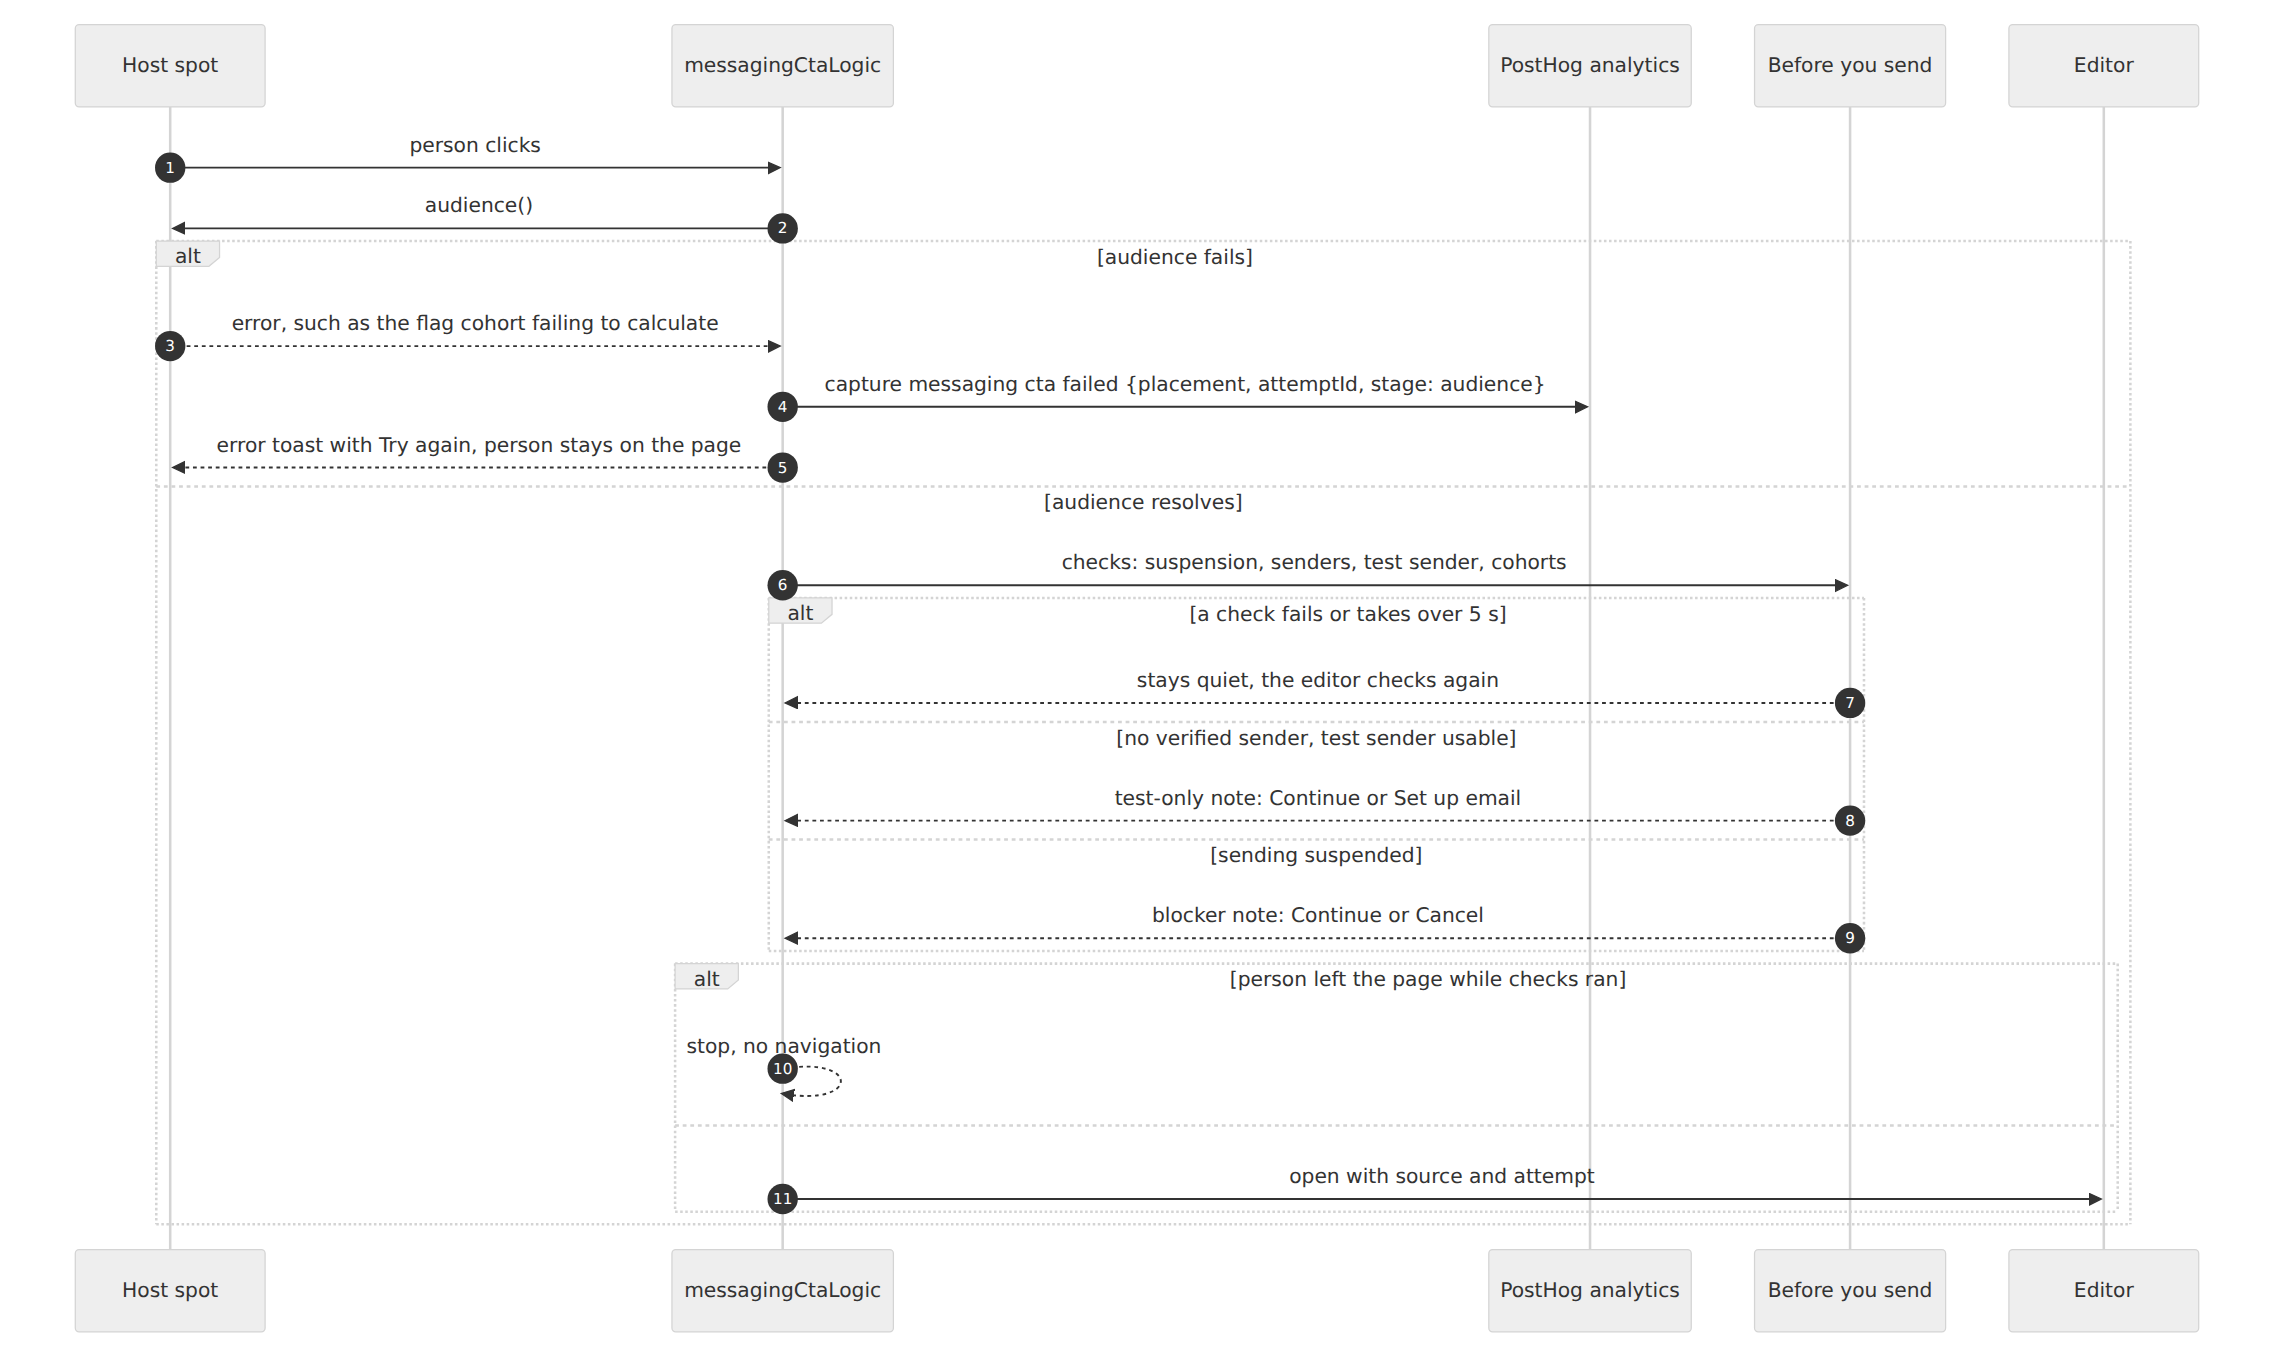 Host spot
messagingCtaLogic
PostHog analytics
Before you send
Editor
person clicks
1
audience()
2
alt
[audience fails]
error, such as the flag cohort failing to calculate
3
capture messaging cta failed {placement, attemptId, stage: audience}
4
error toast with Try again, person stays on the page
5
[audience resolves]
checks: suspension, senders, test sender, cohorts
6
alt
[a check fails or takes over 5 s]
stays quiet, the editor checks again
7
[no verified sender, test sender usable]
test-only note: Continue or Set up email
8
[sending suspended]
blocker note: Continue or Cancel
9
alt
[person left the page while checks ran]
stop, no navigation
10
open with source and attempt
11
Host spot
messagingCtaLogic
PostHog analytics
Before you send
Editor